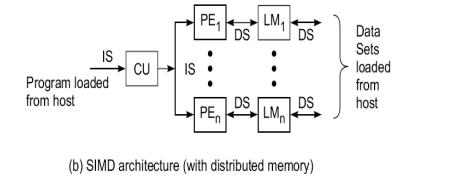 PE1 DS LM1 DS
IS CU IS
Program loaded
from host
PEn DS LMn DS
Data
Sets
loaded
from
host
(b) SIMD architecture (with distributed memory)